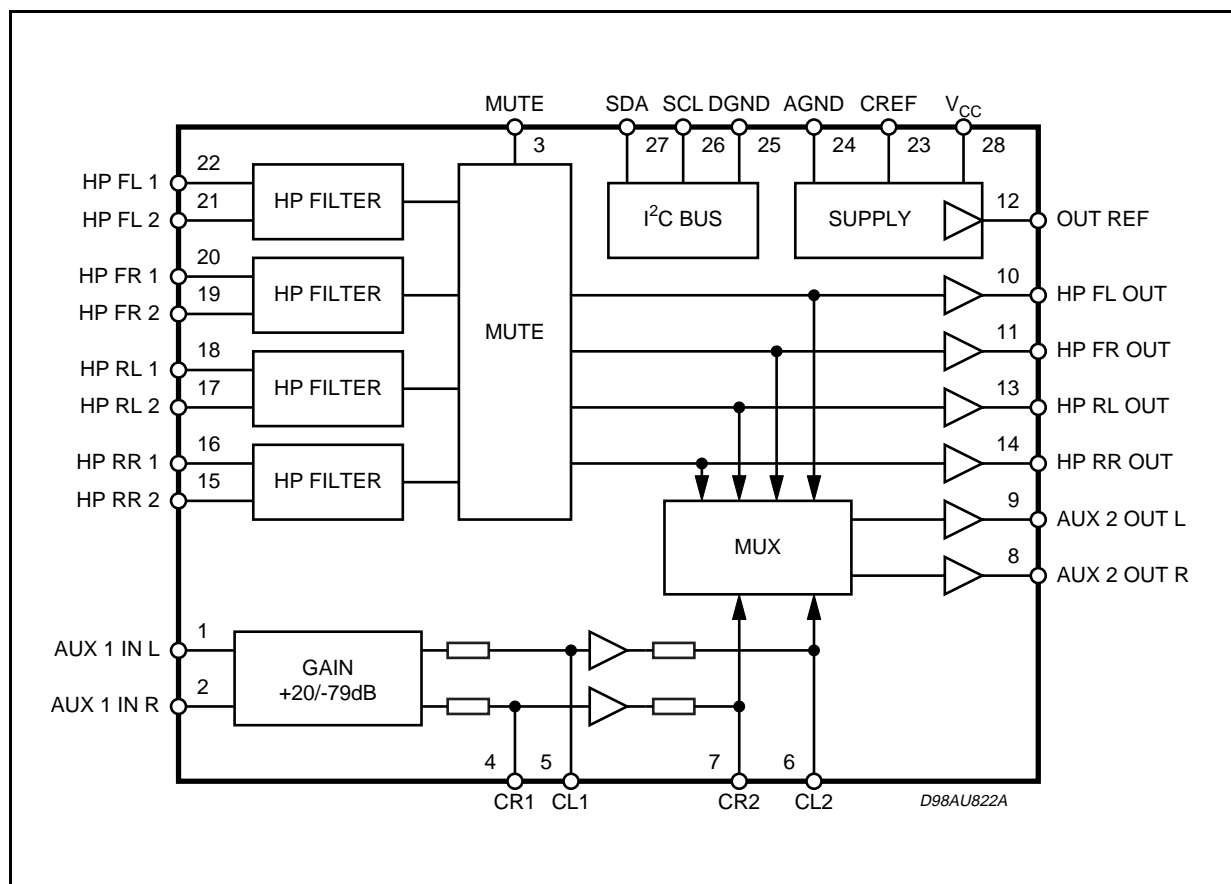 MUTE SDA SCL DGND AGND CREF VCC
3 27 26 25 24 23 28
HP FL 1 22
HP FL 2 21
HP FILTER
I2C BUS
SUPPLY
12 OUT REF
HP FR 1 20
HP FR 2 19
HP FILTER
MUTE
10 HP FL OUT
11 HP FR OUT
HP RL 1 18
HP RL 2 17
HP FILTER
13 HP RL OUT
14 HP RR OUT
HP RR 1 16
HP RR 2 15
HP FILTER
MUX
9 AUX 2 OUT L
8 AUX 2 OUT R
AUX 1 IN L 1
AUX 1 IN R 2
GAIN
+20/-79dB
4 5 7 6
CR1 CL1 CR2 CL2
D98AU822A